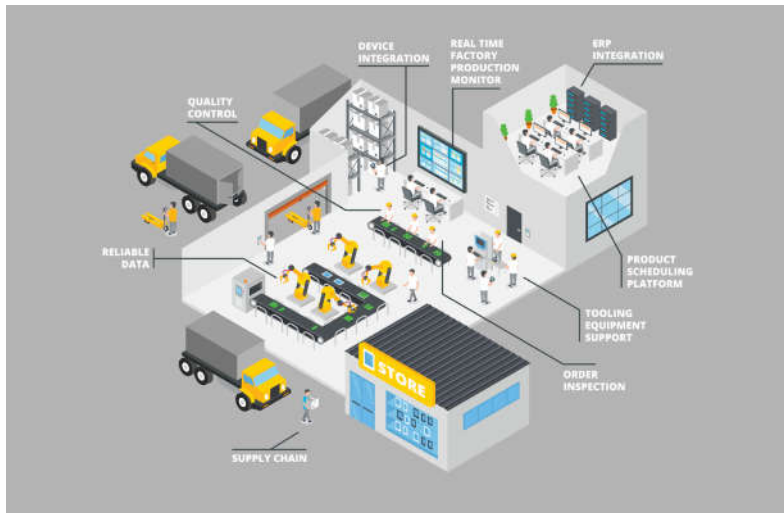 DEVICE
INTEGRATION
REAL TIME
FACTORY
PRODUCTION
MONITOR
ERP
INTEGRATION
QUALITY
CONTROL
RELIABLE
DATA
PRODUCT
SCHEDULING
PLATFORM
TOOLING
EQUIPMENT
SUPPORT
ORDER
INSPECTION
STORE
SUPPLY CHAIN